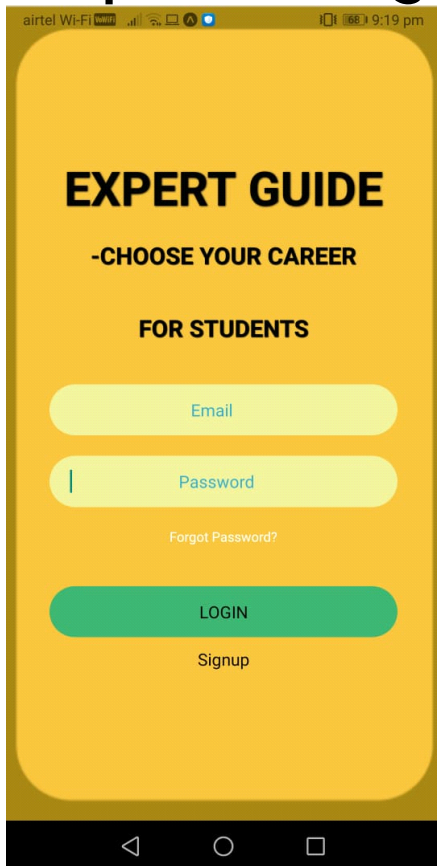 airtel Wi-Fi 68 9:19 pm
EXPERT GUIDE
-CHOOSE YOUR CAREER
FOR STUDENTS
Email
Password
Forgot Password?
LOGIN
Signup